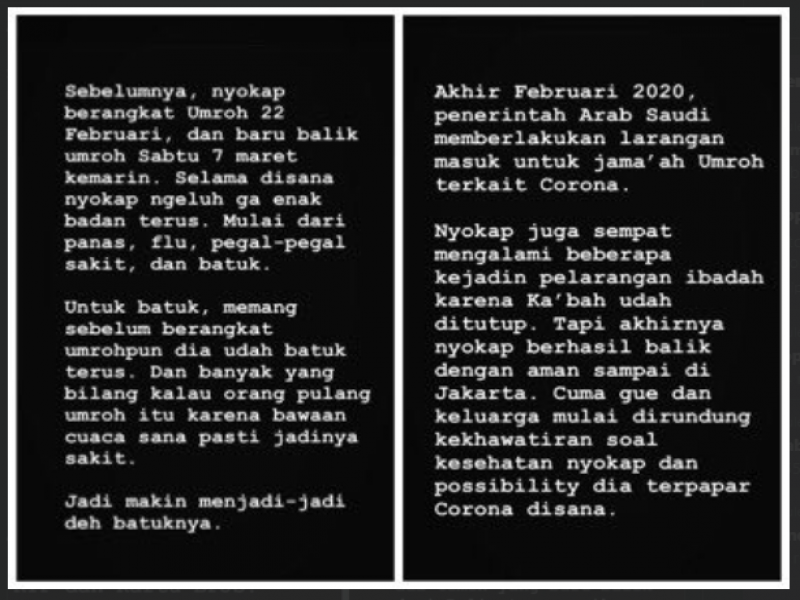 Sebelumnya, nyokap
berangkat Umroh 22
Februari, dan baru balik
umroh Sabtu 7 maret
kemarin. Selama disana
nyokap ngeluh ga enak
badan terus. Mulai dari
panas, flu, pegal-pegal
sakit, dan batuk.
Untuk batuk, memang
sebelum berangkat
umrohpun dia udah batuk
terus. Dan banyak yang
bilang kalau orang pulang
umroh itu karena bawaan
cuaca sana pasti jadinya
sakit.
Jadi makin menjadi-jadi
deh batuknya.
Akhir Februari 2020,
penerintah Arab Saudi
memberlakukan larangan
masuk untuk jama'ah Umroh
terkait Corona.
Nyokap juga sempat
mengalami beberapa
kejadin pelarangan ibadah
karena Ka'bah udah
ditutup. Tapi akhirnya
nyokap berhasil balik
dengan aman sampai di
Jakarta. Cuma gue dan
keluarga mulai dirundung
kekhawatiran soal
kesehatan nyokap dan
possibility dia terpapar
Corona disana.